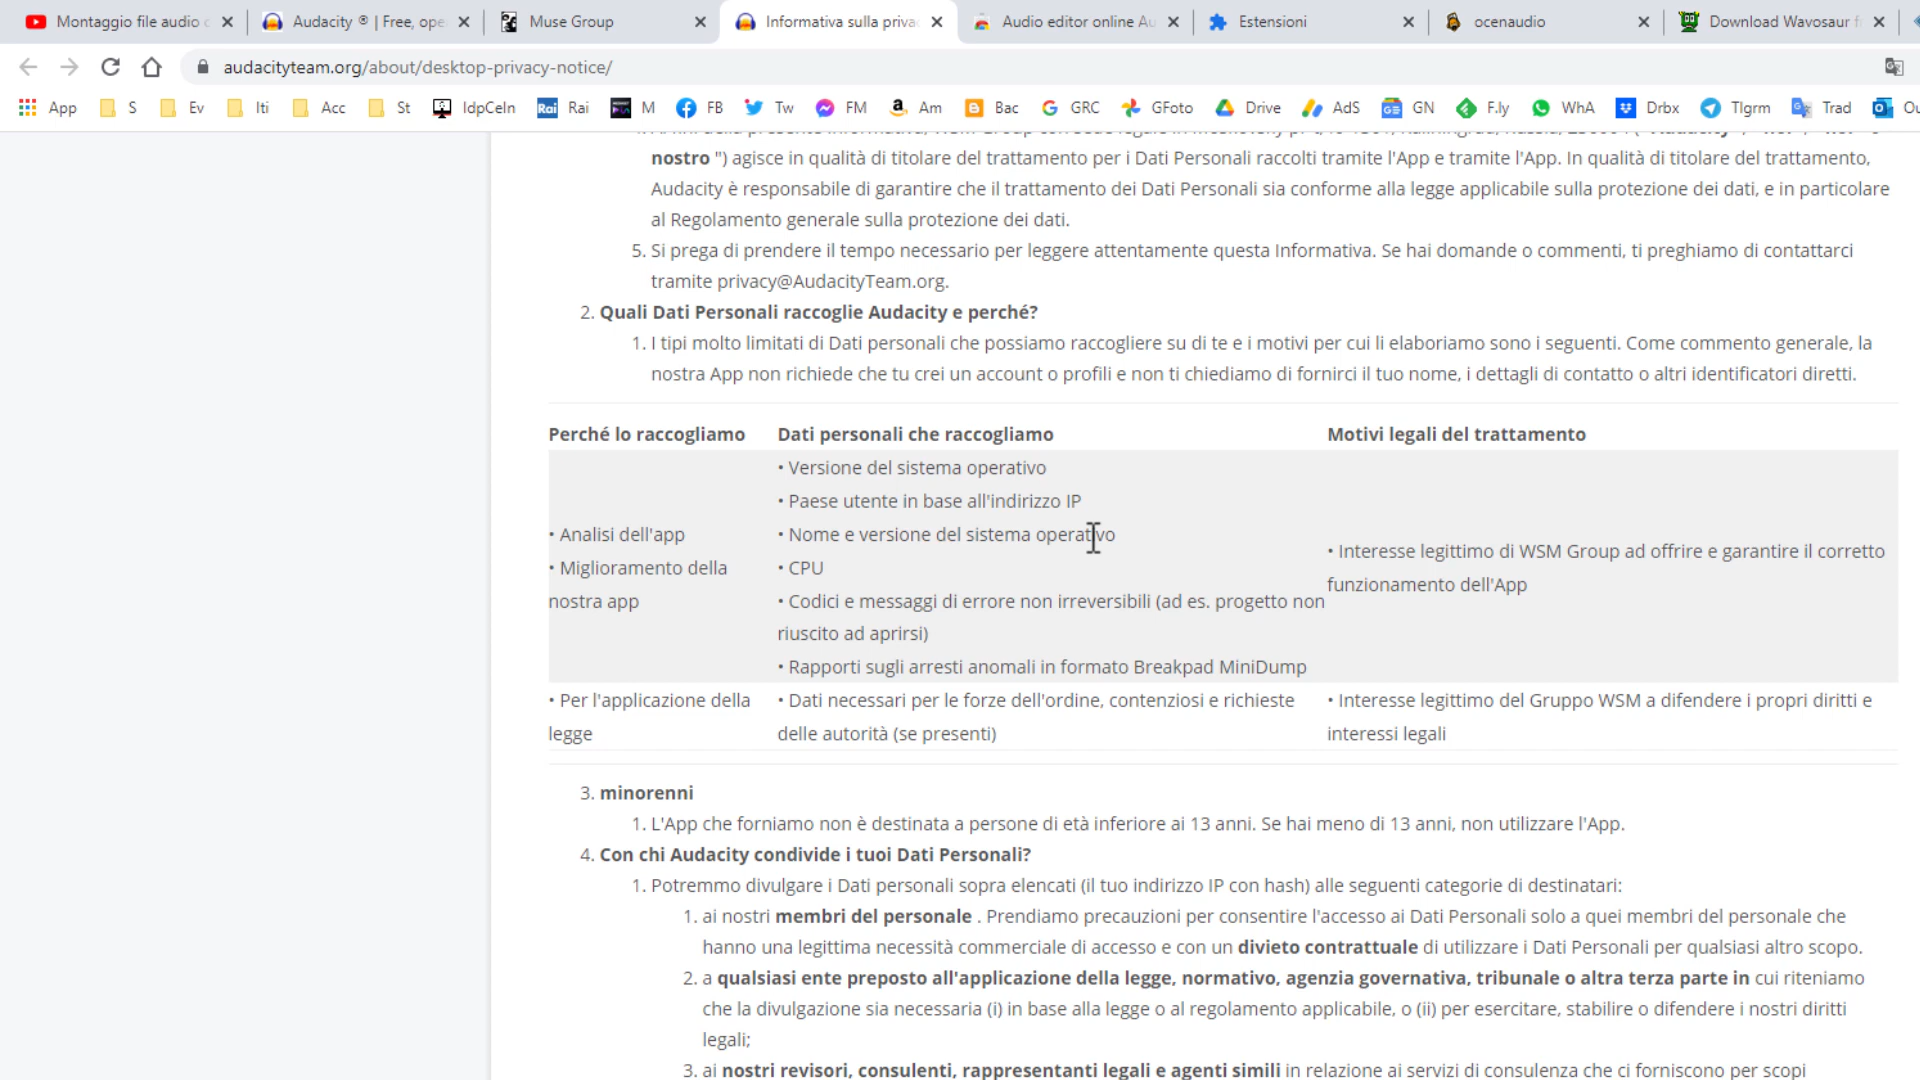 Montaggio file audio
Audacity ® | Free, ope
Muse Group
Informativa sulla priva
Audio editor online Au
Estensioni
ocenaudio
Download Wavosaur f
audacityteam.org/about/desktop-privacy-notice/
App S Ev Iti Acc St IdpCeIn Rai M FB Tw FM Am Bac GRC GFoto Drive AdS GN F.ly WhA Drbx Tlgrm Trad Ou
nostro ") agisce in qualità di titolare del trattamento per i Dati Personali raccolti tramite l'App e tramite l'App. In qualità di titolare del trattamento,
Audacity è responsabile di garantire che il trattamento dei Dati Personali sia conforme alla legge applicabile sulla protezione dei dati, e in particolare
al Regolamento generale sulla protezione dei dati.
5. Si prega di prendere il tempo necessario per leggere attentamente questa Informativa. Se hai domande o commenti, ti preghiamo di contattarci
tramite privacy@AudacityTeam.org.
2. Quali Dati Personali raccoglie Audacity e perché?
1. I tipi molto limitati di Dati personali che possiamo raccogliere su di te e i motivi per cui li elaboriamo sono i seguenti. Come commento generale, la
nostra App non richiede che tu crei un account o profili e non ti chiediamo di fornirci il tuo nome, i dettagli di contatto o altri identificatori diretti.
Perché lo raccogliamo
Dati personali che raccogliamo
Motivi legali del trattamento
• Analisi dell'app
• Miglioramento della
nostra app
• Versione del sistema operativo
• Paese utente in base all'indirizzo IP
• Nome e versione del sistema operativo
• CPU
• Codici e messaggi di errore non irreversibili (ad es. progetto non
riuscito ad aprirsi)
• Rapporti sugli arresti anomali in formato Breakpad MiniDump
• Interesse legittimo di WSM Group ad offrire e garantire il corretto
funzionamento dell'App
• Per l'applicazione della
legge
• Dati necessari per le forze dell'ordine, contenziosi e richieste
delle autorità (se presenti)
• Interesse legittimo del Gruppo WSM a difendere i propri diritti e
interessi legali
3. minorenni
1. L'App che forniamo non è destinata a persone di età inferiore ai 13 anni. Se hai meno di 13 anni, non utilizzare l'App.
4. Con chi Audacity condivide i tuoi Dati Personali?
1. Potremmo divulgare i Dati personali sopra elencati (il tuo indirizzo IP con hash) alle seguenti categorie di destinatari:
1. ai nostri membri del personale . Prendiamo precauzioni per consentire l'accesso ai Dati Personali solo a quei membri del personale che
hanno una legittima necessità commerciale di accesso e con un divieto contrattuale di utilizzare i Dati Personali per qualsiasi altro scopo.
2. a qualsiasi ente preposto all'applicazione della legge, normativo, agenzia governativa, tribunale o altra terza parte in cui riteniamo
che la divulgazione sia necessaria (i) in base alla legge o al regolamento applicabile, o (ii) per esercitare, stabilire o difendere i nostri diritti
legali;
3. ai nostri revisori, consulenti, rappresentanti legali e agenti simili in relazione ai servizi di consulenza che ci forniscono per scopi